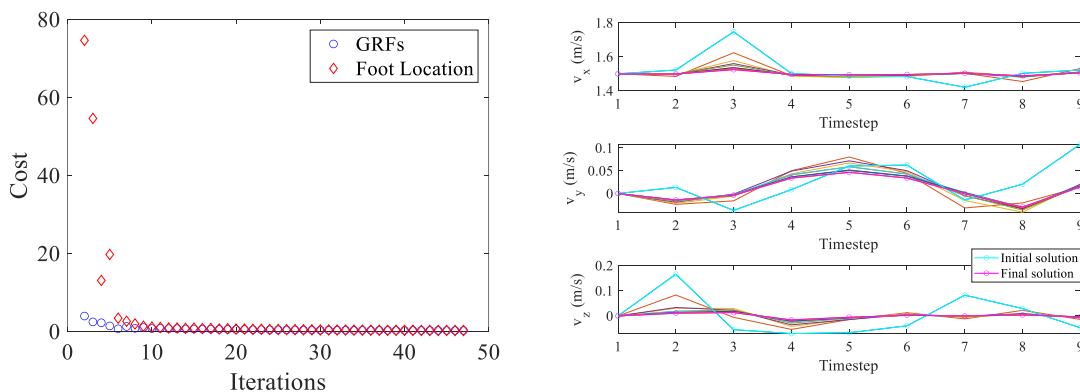 80
60
40
20
0
Cost
0
10
20
30
40
50
Iterations
GRFs
Foot Location
1.8
1.6
1.4
v_x (m/s)
1 2 3 4 5 6 7 8 9
Timestep
0.1
0.05
0
v_y (m/s)
1 2 3 4 5 6 7 8 9
Timestep
Initial solution
Final solution
0.2
0.1
0
v_z (m/s)
1 2 3 4 5 6 7 8 9
Timestep